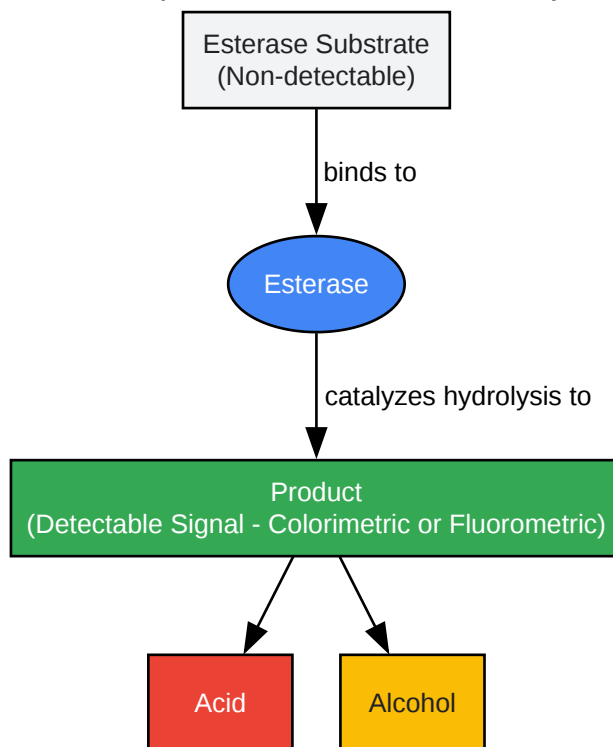 Esterase Substrate
(Non-detectable)
binds to
Esterase
catalyzes hydrolysis to
Product
(Detectable Signal - Colorimetric or Fluorometric)
Acid
Alcohol